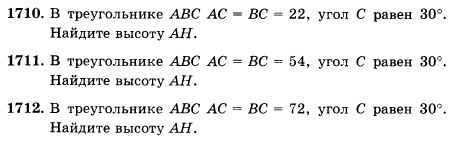 1710. В треугольнике ABC AC = BC = 22, угол C равен 30°.
Найдите высоту AH.
1711. В треугольнике ABC AC = BC = 54, угол C равен 30°.
Найдите высоту AH.
1712. В треугольнике ABC AC = BC = 72, угол C равен 30°.
Найдите высоту AH.